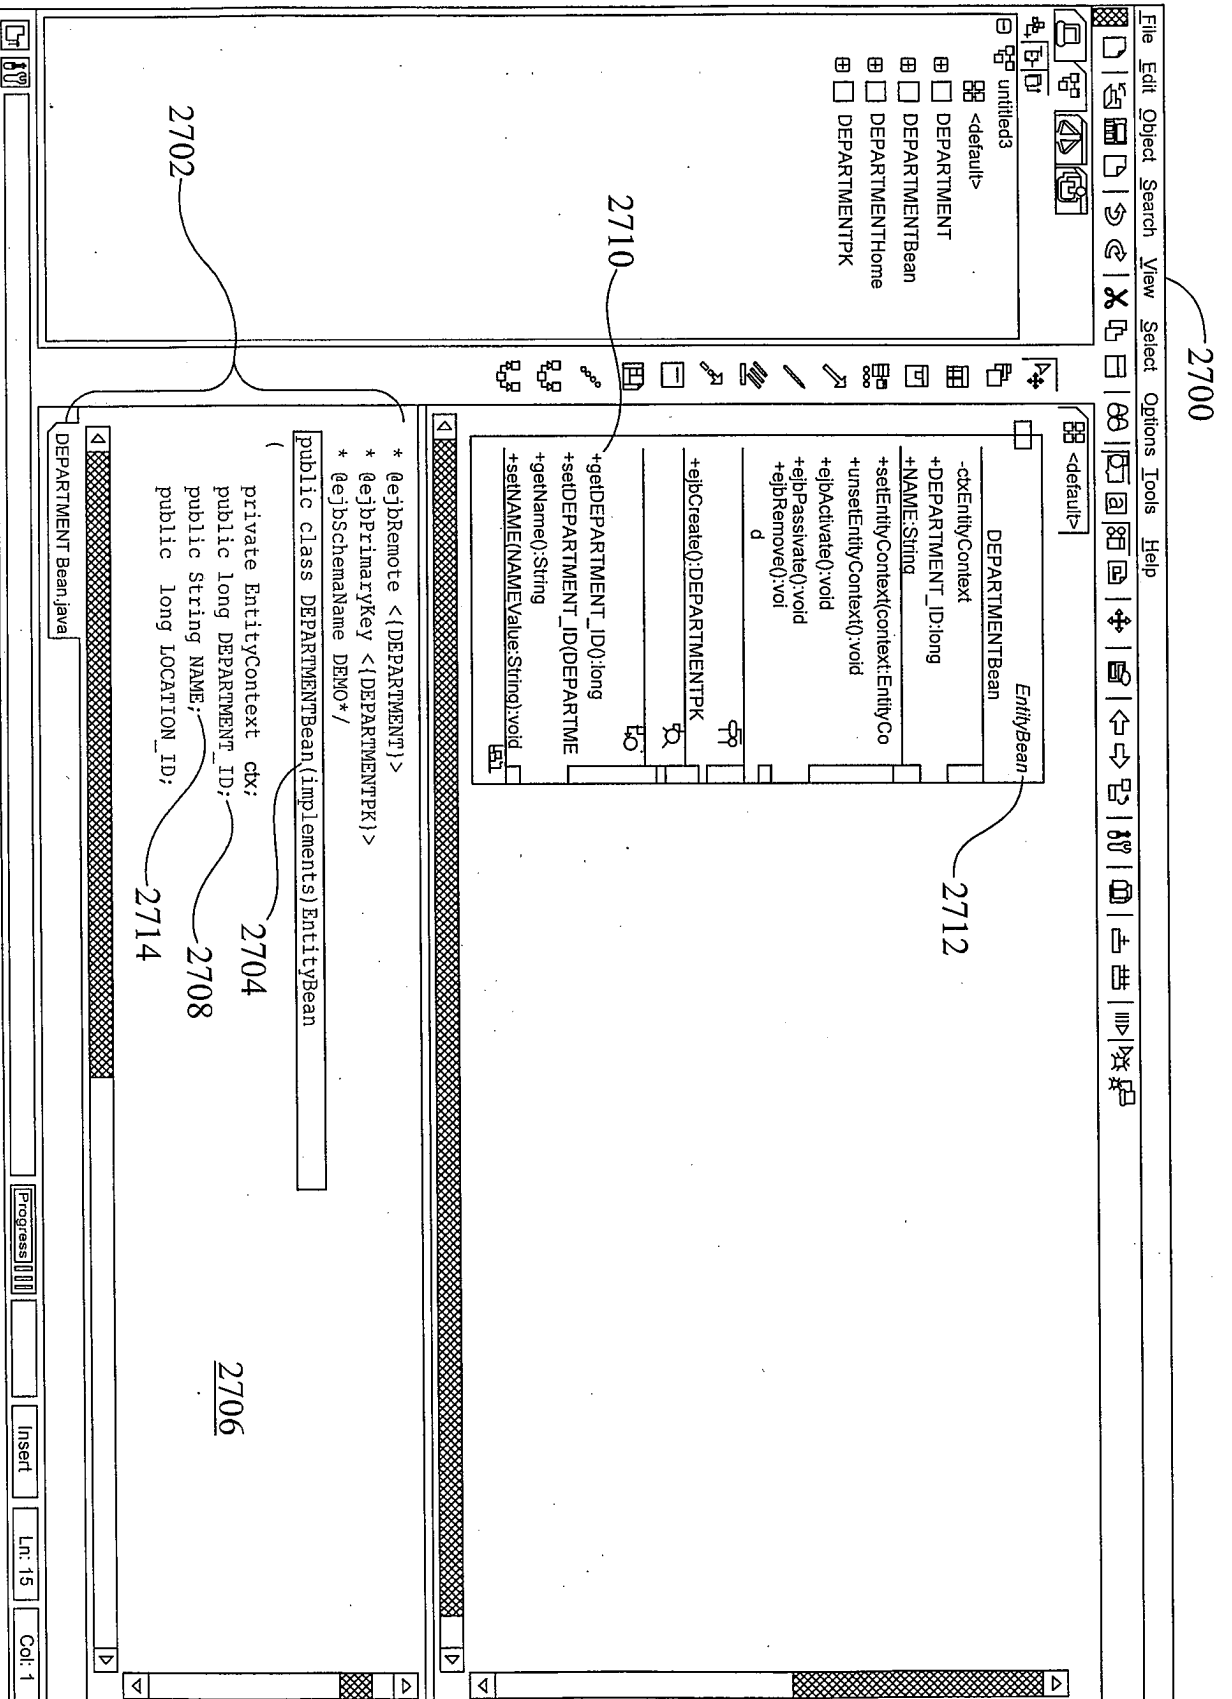 2700
File Edit Object Search View Select Options Tools Help
untitled3
<default>
DEPARTMENT
DEPARTMENTBean
DEPARTMENTHome
DEPARTMENTPK
2702
<default>
EntityBean
2712
DEPARTMENTBean
-ctxEntityContext
+DEPARTMENT_ID:long
+NAME:String
+setEntityContext(context:EntityCo
+unsetEntityContext():void
+ejbActivate():void
+ejbPassivate():void
+ejbRemove():voi
d
+ejbCreate():DEPARTMENTPK
2710
+getDEPARTMENT_ID():long
+setDEPARTMENT_ID(DEPARTME
+getName():String
+setNAME(NAMEValue:String):void
* @ejbRemote <{DEPARTMENT}>
* @ejbPrimaryKey <{DEPARTMENTPK}>
* @ejbSchemaName DEMO*/
public class DEPARTMENTBean(implements)EntityBean
(
private EntityContext ctx;
public long DEPARTMENT_ID;
public String NAME;
public long LOCATION_ID;
2704
2708
2714
2706
DEPARTMENT Bean.java
Progress
Insert
Ln: 15
Col: 1